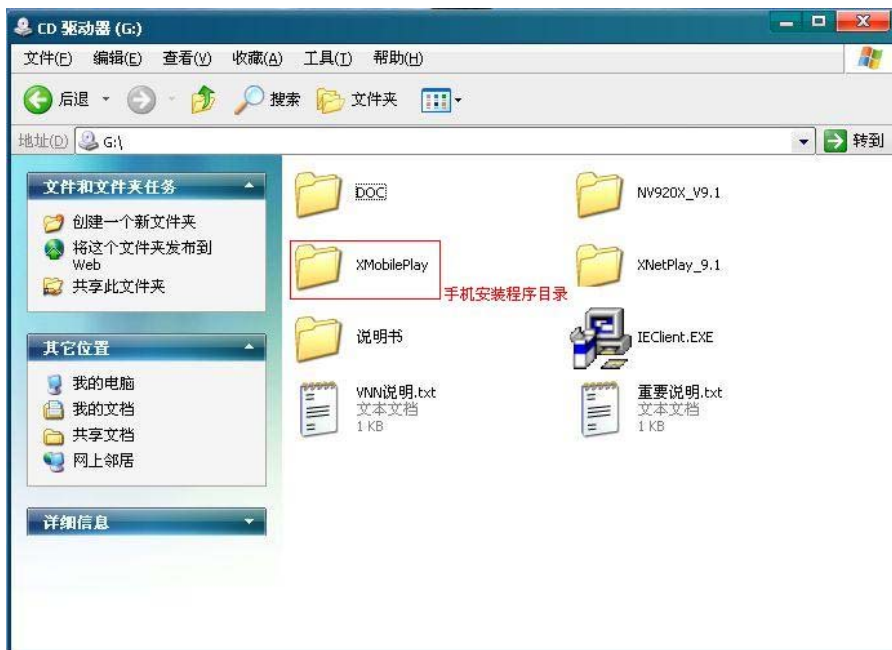 CD 驱动器 (G:)
文件(F) 编辑(E) 查看(V) 收藏(A) 工具(T) 帮助(H)
后退 搜索 文件夹
地址(D) G:\ 转到
文件和文件夹任务
创建一个新文件夹
将这个文件夹发布到
Web
共享此文件夹
其它位置
我的电脑
我的文档
共享文档
网上邻居
详细信息
DOC
NV920X_V9.1
XMobilePlay
XNetPlay_9.1
手机安装程序目录
说明书
IEClient.EXE
VNN说明.txt
文本文档
1 KB
重要说明.txt
文本文档
1 KB